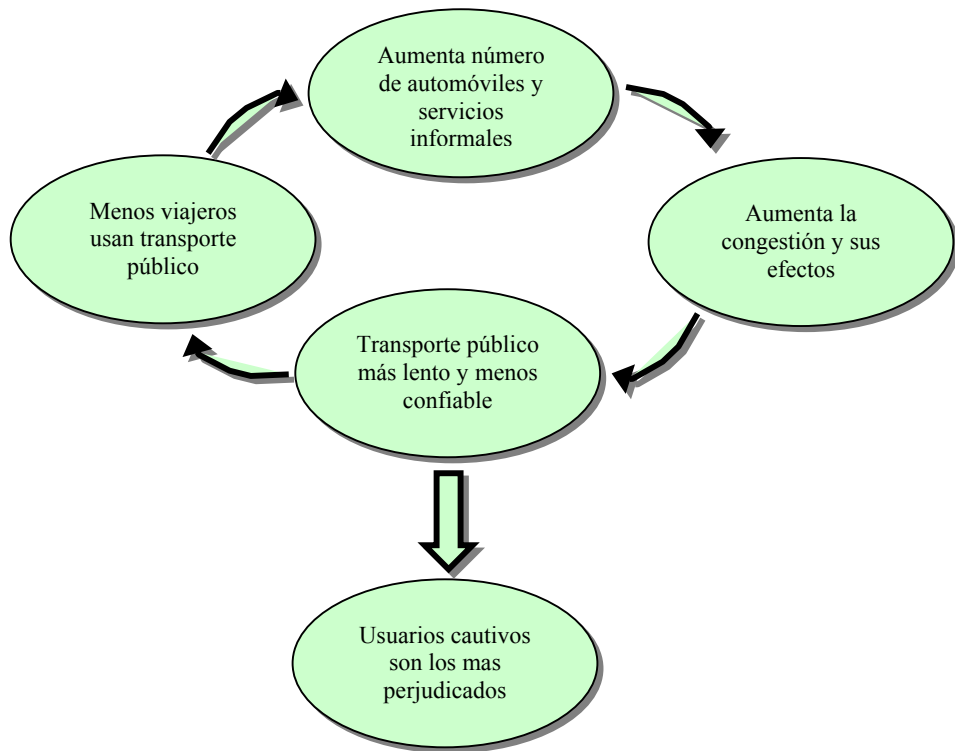 Aumenta número
de automóviles y
servicios
informales
Menos viajeros
usan transporte
público
Aumenta la
congestión y sus
efectos
Transporte público
más lento y menos
confiable
Usuarios cautivos
son los mas
perjudicados